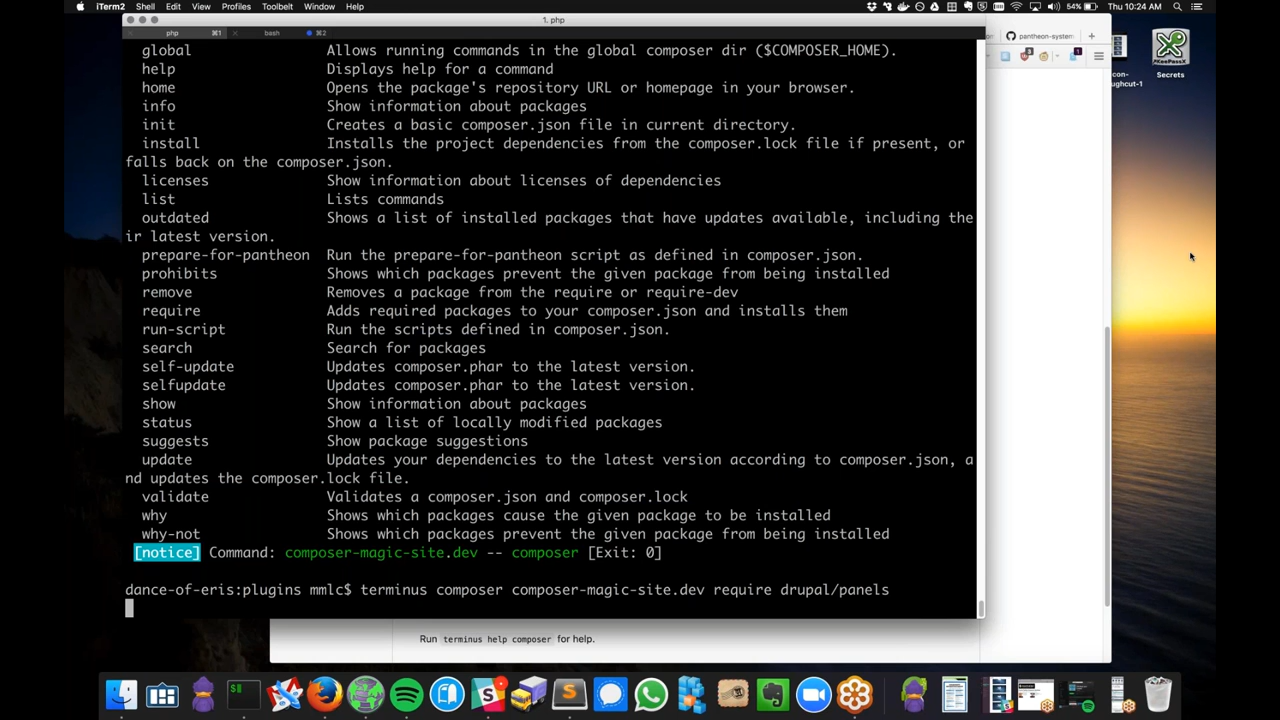 iTerm2 Shell Edit View Profiles Toolbelt Window Help 54% Thu 10:24 AM
1. php
php ⌘1 bash ⌘2
pantheon-system
global Allows running commands in the global composer dir ($COMPOSER_HOME).
help Displays help for a command
home Opens the package's repository URL or homepage in your browser.
info Show information about packages
init Creates a basic composer.json file in current directory.
install Installs the project dependencies from the composer.lock file if present, or
falls back on the composer.json.
licenses Show information about licenses of dependencies
list Lists commands
outdated Shows a list of installed packages that have updates available, including the
ir latest version.
prepare-for-pantheon Run the prepare-for-pantheon script as defined in composer.json.
prohibits Shows which packages prevent the given package from being installed
remove Removes a package from the require or require-dev
require Adds required packages to your composer.json and installs them
run-script Run the scripts defined in composer.json.
search Search for packages
self-update Updates composer.phar to the latest version.
selfupdate Updates composer.phar to the latest version.
show Show information about packages
status Show a list of locally modified packages
suggests Show package suggestions
update Updates your dependencies to the latest version according to composer.json, a
nd updates the composer.lock file.
validate Validates a composer.json and composer.lock
why Shows which packages cause the given package to be installed
why-not Shows which packages prevent the given package from being installed
[notice] Command: composer-magic-site.dev -- composer [Exit: 0]
dance-of-eris:plugins mmlc$ terminus composer composer-magic-site.dev require drupal/panels
Run terminus help composer for help.
KeePassX
Secrets